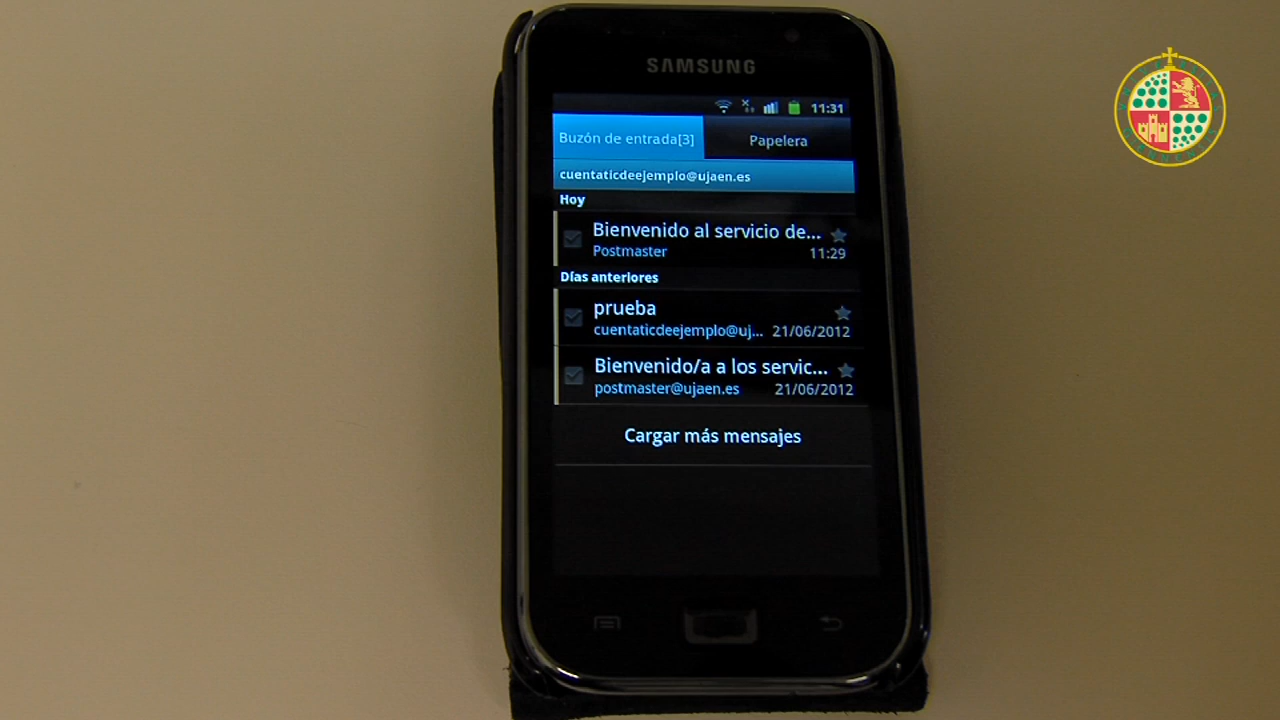 SAMSUNG
11:31
Buzón de entrada[3]
Papelera
cuentaticdeejemplo@ujaen.es
Hoy
Bienvenido al servicio de...
Postmaster
11:29
Días anteriores
prueba
cuentaticdeejemplo@uj...
21/06/2012
Bienvenido/a a los servic...
postmaster@ujaen.es
21/06/2012
Cargar más mensajes